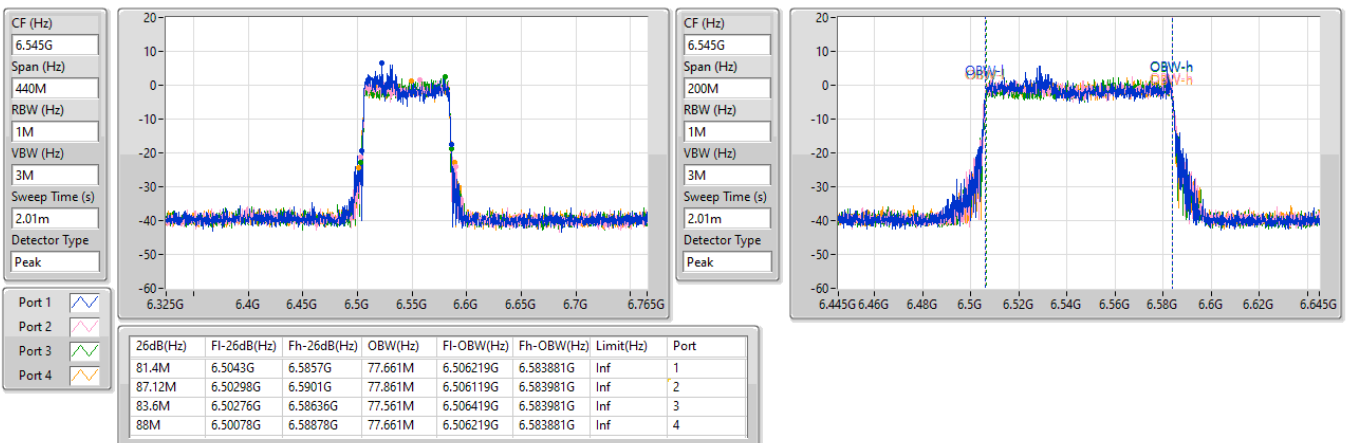 CF (Hz)
6.545G
Span (Hz)
440M
RBW (Hz)
1M
VBW (Hz)
3M
Sweep Time (s)
2.01m
Detector Type
Peak
20
10
0
-10
-20
-30
-40
-50
-60
6.325G 6.4G 6.45G 6.5G 6.55G 6.6G 6.65G 6.7G 6.765G
CF (Hz)
6.545G
Span (Hz)
200M
RBW (Hz)
1M
VBW (Hz)
3M
Sweep Time (s)
2.01m
Detector Type
Peak
20
10
0
-10
-20
-30
-40
-50
-60
OBW-l
OBW-h
OBW-h
6.445G 6.46G 6.48G 6.5G 6.52G 6.54G 6.56G 6.58G 6.6G 6.62G 6.645G
Port 1
Port 2
Port 3
Port 4
26dB(Hz) Fl-26dB(Hz) Fh-26dB(Hz) OBW(Hz) Fl-OBW(Hz) Fh-OBW(Hz) Limit(Hz) Port
81.4M 6.5043G 6.5857G 77.661M 6.506219G 6.583881G Inf 1
87.12M 6.50298G 6.5901G 77.861M 6.506119G 6.583981G Inf 2
83.6M 6.50276G 6.58636G 77.561M 6.506419G 6.583981G Inf 3
88M 6.50078G 6.58878G 77.661M 6.506219G 6.583881G Inf 4